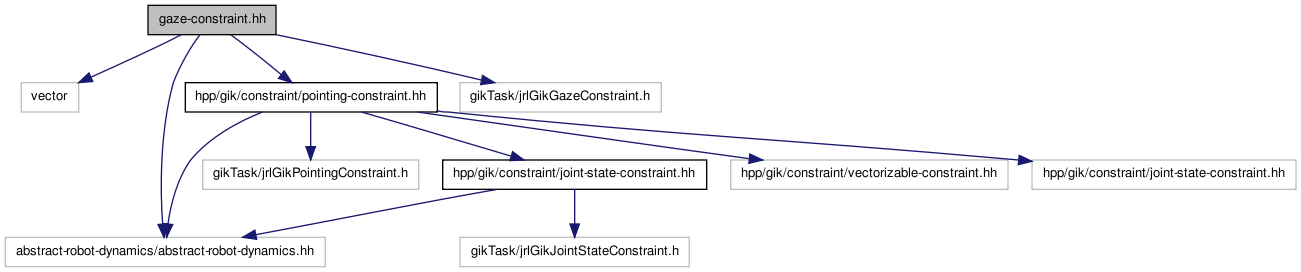 gaze-constraint.hh
vector
hpp/gik/constraint/pointing-constraint.hh
gikTask/jrlGikGazeConstraint.h
gikTask/jrlGikPointingConstraint.h
hpp/gik/constraint/joint-state-constraint.hh
hpp/gik/constraint/vectorizable-constraint.hh
hpp/gik/constraint/joint-state-constraint.hh
abstract-robot-dynamics/abstract-robot-dynamics.hh
gikTask/jrlGikJointStateConstraint.h